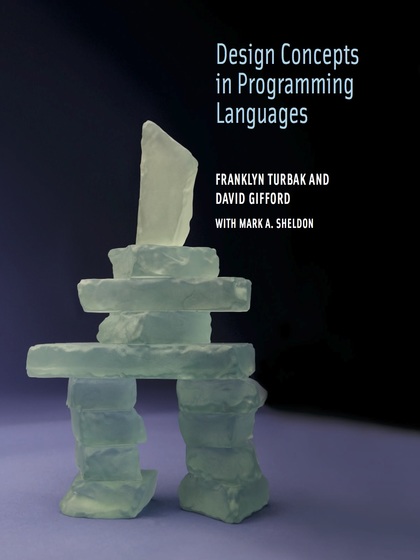 Design Concepts
in Programming
Languages
FRANKLYN TURBAK AND
DAVID GIFFORD
WITH MARK A. SHELDON